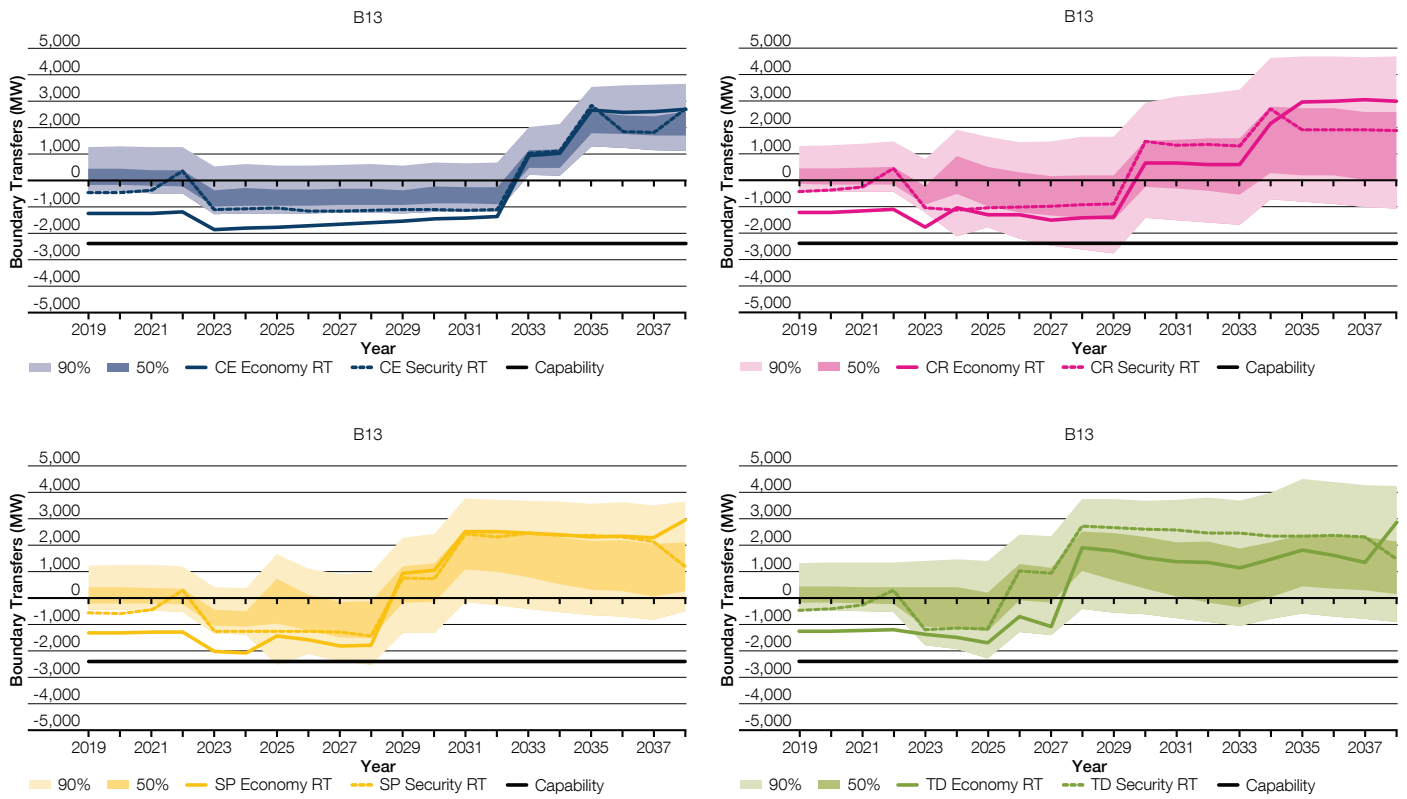 B13
Boundary Transfers (MW)
5,000
4,000
3,000
2,000
1,000
0
-1,000
-2,000
-3,000
-4,000
-5,000
2019 2021 2023 2025 2027 2029 2031 2033 2035 2037
Year
90% 50% CE Economy RT CE Security RT Capability
B13
Boundary Transfers (MW)
5,000
4,000
3,000
2,000
1,000
0
-1,000
-2,000
-3,000
-4,000
-5,000
2019 2021 2023 2025 2027 2029 2031 2033 2035 2037
Year
90% 50% CR Economy RT CR Security RT Capability
B13
Boundary Transfers (MW)
5,000
4,000
3,000
2,000
1,000
0
-1,000
-2,000
-3,000
-4,000
-5,000
2019 2021 2023 2025 2027 2029 2031 2033 2035 2037
Year
90% 50% SP Economy RT SP Security RT Capability
B13
Boundary Transfers (MW)
5,000
4,000
3,000
2,000
1,000
0
-1,000
-2,000
-3,000
-4,000
-5,000
2019 2021 2023 2025 2027 2029 2031 2033 2035 2037
Year
90% 50% TD Economy RT TD Security RT Capability